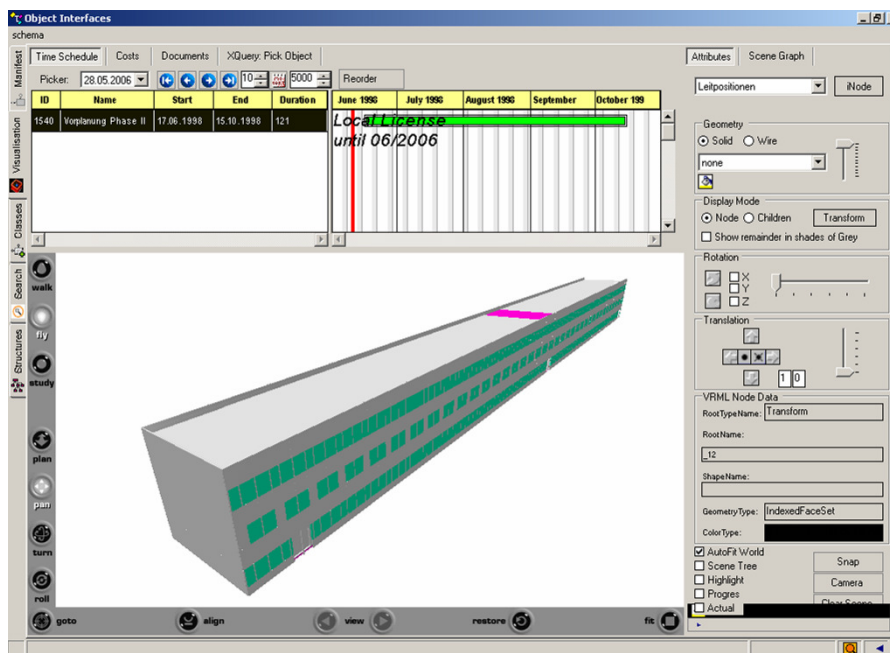 Object Interfaces
schema
Manifest
Visualisation
Classes
Search
Structures
Time Schedule Costs Documents XQuery: Pick Object
Picker: 28.05.2006 10 5000 Reorder
ID Name Start End Duration June 1998 July 1998 August 1998 September October 199
1540 Vorplanung Phase II 17.06.1998 15.10.1998 121
Local License
until 06/2006
walk
fly
study
plan
pan
turn
roll
goto align view restore fit
Attributes Scene Graph
Leitpositionen iNode
Geometry
Solid Wire
none
Display Mode
Node Children Transform
Show remainder in shades of Grey
Rotation
X
Y
Z
Translation
1 0
VRML Node Data
RootTypeName: Transform
RootName:
_12
ShapeName:
GeometryType: IndexedFaceSet
ColorType:
AutoFit World
Scene Tree Snap
Highlight Camera
Progres
Actual Clear Scene